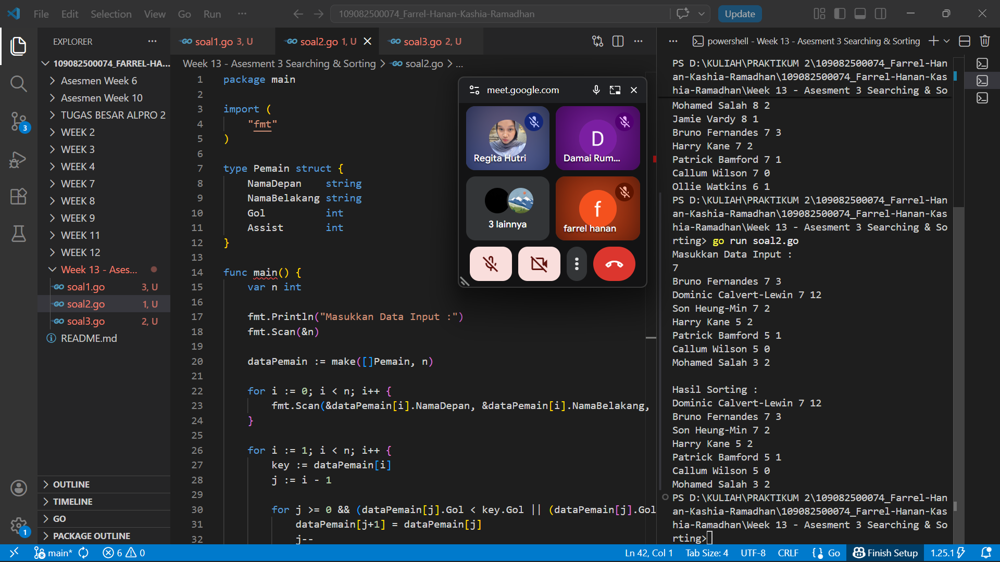 File Edit Selection View Go Run ...
109082500074_Farrel-Hanan-Kashia-Ramadhan
Update
EXPLORER
109082500074_FARREL-HA...
Asesmen Week 6
Asesmen Week 10
TUGAS BESAR ALPRO 2
WEEK 2
3
WEEK 3
WEEK 4
WEEK 7
WEEK 8
WEEK 9
WEEK 11
WEEK 12
Week 13 - Ases...
GO soal1.go 3, U
GO soal2.go 1, U
GO soal3.go 2, U
README.md
OUTLINE
TIMELINE
GO
PACKAGE OUTLINE
1
GO soal1.go 3, U
GO soal2.go 1, U
GO soal3.go 2, U
Week 13 - Asesment 3 Searching & Sorting > GO soal2.go > ...
1 package main
2
3 import (
4 "fmt"
5 )
6
7 type Pemain struct {
8 NamaDepan string
9 NamaBelakang string
10 Gol int
11 Assist int
12 }
13
14 func main() {
15 var n int
16
17 fmt.Println("Masukkan Data Input :")
18 fmt.Scan(&n)
19
20 dataPemain := make([]Pemain, n)
21
22 for i := 0; i < n; i++ {
23 fmt.Scan(&dataPemain[i].NamaDepan, &dataPemain[i].NamaBelakang,
24 }
25
26 for i := 1; i < n; i++ {
27 key := dataPemain[i]
28 j := i - 1
29
30 for j >= 0 && (dataPemain[j].Gol < key.Gol || (dataPemain[j].Gol
31 dataPemain[j+1] = dataPemain[j]
32 j--
meet.google.com
Regita Hutri
D
Damai Rum...
3 lainnya
f
farrel hanan
powershell - Week 13 - Asesment 3 Searching & Sorting
PS D:\KULIAH\PRAKTIKUM 2\109082500074_Farrel-Han
an-Kashia-Ramadhan\109082500074_Farrel-Hanan-Kas
hia-Ramadhan\Week 13 - Asesment 3 Searching & So
Mohamed Salah 8 2
Jamie Vardy 8 1
Bruno Fernandes 7 3
Harry Kane 7 2
Patrick Bamford 7 1
Callum Wilson 7 0
Ollie Watkins 6 1
PS D:\KULIAH\PRAKTIKUM 2\109082500074_Farrel-Han
an-Kashia-Ramadhan\109082500074_Farrel-Hanan-Kas
hia-Ramadhan\Week 13 - Asesment 3 Searching & So
rting> go run soal2.go
Masukkan Data Input :
7
Bruno Fernandes 7 3
Dominic Calvert-Lewin 7 12
Son Heung-Min 7 2
Harry Kane 5 2
Patrick Bamford 5 1
Callum Wilson 5 0
Mohamed Salah 3 2
Hasil Sorting :
Dominic Calvert-Lewin 7 12
Bruno Fernandes 7 3
Son Heung-Min 7 2
Harry Kane 5 2
Patrick Bamford 5 1
Callum Wilson 5 0
Mohamed Salah 3 2
PS D:\KULIAH\PRAKTIKUM 2\109082500074_Farrel-Han
an-Kashia-Ramadhan\109082500074_Farrel-Hanan-Kas
hia-Ramadhan\Week 13 - Asesment 3 Searching & So
rting>
main* 6 0
Ln 42, Col 1 Tab Size: 4 UTF-8 CRLF {} Go Finish Setup 1.25.1